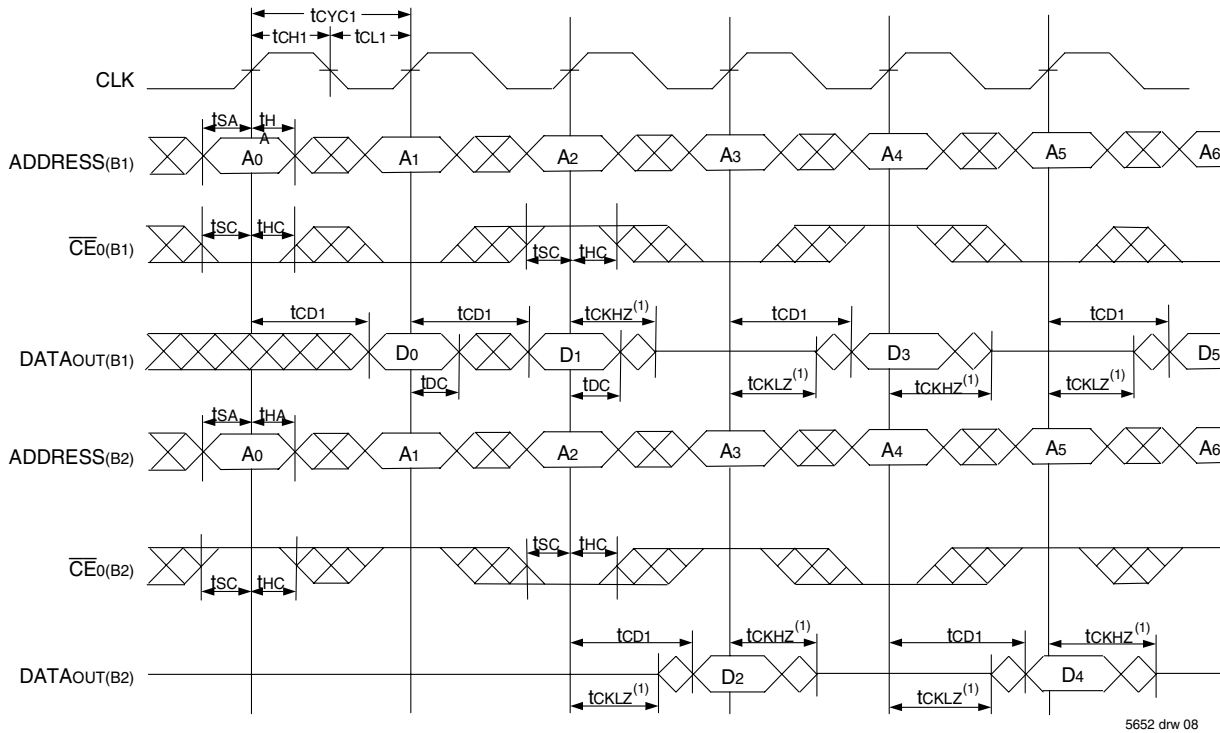 tCYC1
tCH1 tCL1
CLK
tSA tHA
ADDRESS(B1) A0 A1 A2 A3 A4 A5 A6
tSC tHC tSC tHC
CE0(B1)
tCD1 tCD1 tCKHZ(1) tCD1 tCD1
DATAOUT(B1) D0 D1 D3 D5
tDC tDC tCKLZ(1) tCKHZ(1) tCKLZ(1)
tSA tHA
ADDRESS(B2) A0 A1 A2 A3 A4 A5 A6
tSC tHC
CE0(B2)
tSC tHC
tCD1 tCKHZ(1) tCD1 tCKHZ(1)
DATAOUT(B2) D2 D4
tCKLZ(1) tCKLZ(1)
5652 drw 08